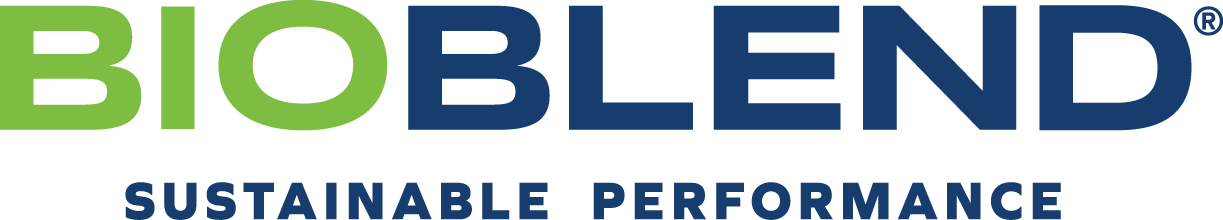 BIOBLEND®
SUSTAINABLE PERFORMANCE